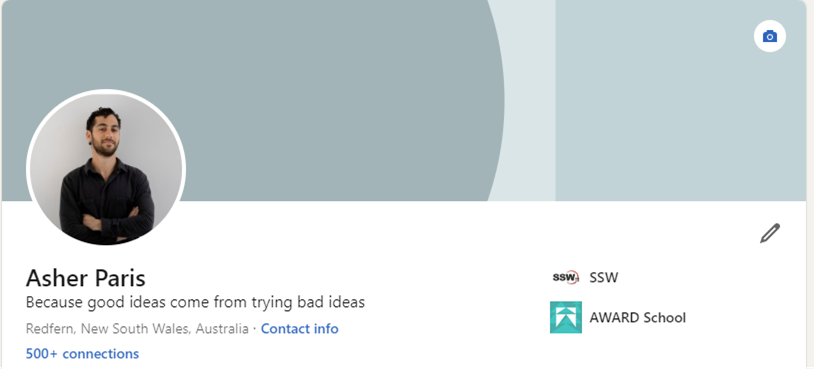 Asher Paris
Because good ideas come from trying bad ideas
Redfern, New South Wales, Australia · Contact info
500+ connections
SSW SSW
AWARD School